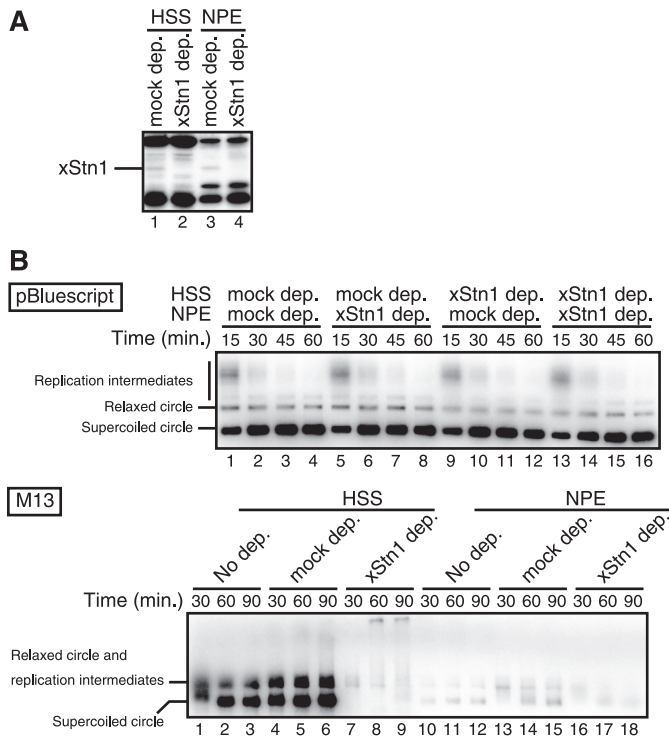 A
HSS NPE
mock dep.
xStn1 dep.
mock dep.
xStn1 dep.
xStn1
1 2 3 4
B
pBluescript
HSS mock dep. mock dep. xStn1 dep. xStn1 dep.
NPE mock dep. xStn1 dep. mock dep. xStn1 dep.
Time (min.) 15 30 45 60 15 30 45 60 15 30 45 60 15 30 45 60
Replication intermediates
Relaxed circle
Supercoiled circle
1 2 3 4 5 6 7 8 9 10 11 12 13 14 15 16
M13
HSS NPE
No dep. mock dep. xStn1 dep. No dep. mock dep. xStn1 dep.
Time (min.) 30 60 90 30 60 90 30 60 90 30 60 90 30 60 90 30 60 90
Relaxed circle and
replication intermediates
Supercoiled circle
1 2 3 4 5 6 7 8 9 10 11 12 13 14 15 16 17 18